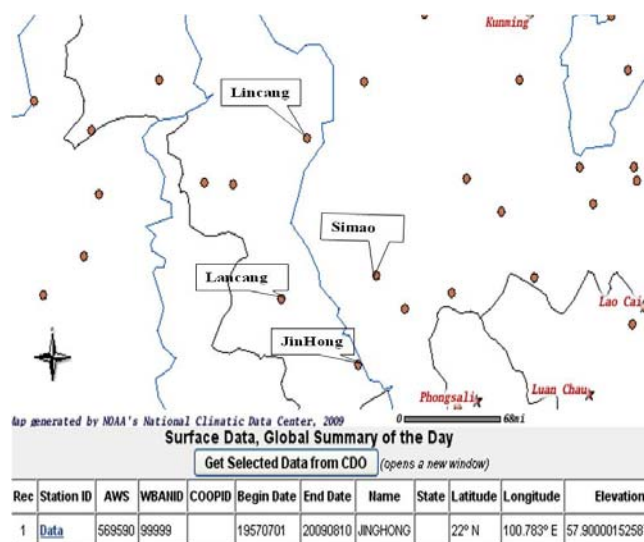 Kunming
Lincang
Simao
Lancang
Lao Cai
JinHong
Phongsali
Luan Chau
Map generated by NOAA's National Climatic Data Center, 2009
0 68mi
Surface Data, Global Summary of the Day
Get Selected Data from CDO (opens a new window)
Rec Station ID AWS WBANID COOPID Begin Date End Date Name State Latitude Longitude Elevation
1 Data 569590 99999 19570701 20090810 JINGHONG 22° N 100.783° E 57.9000015258